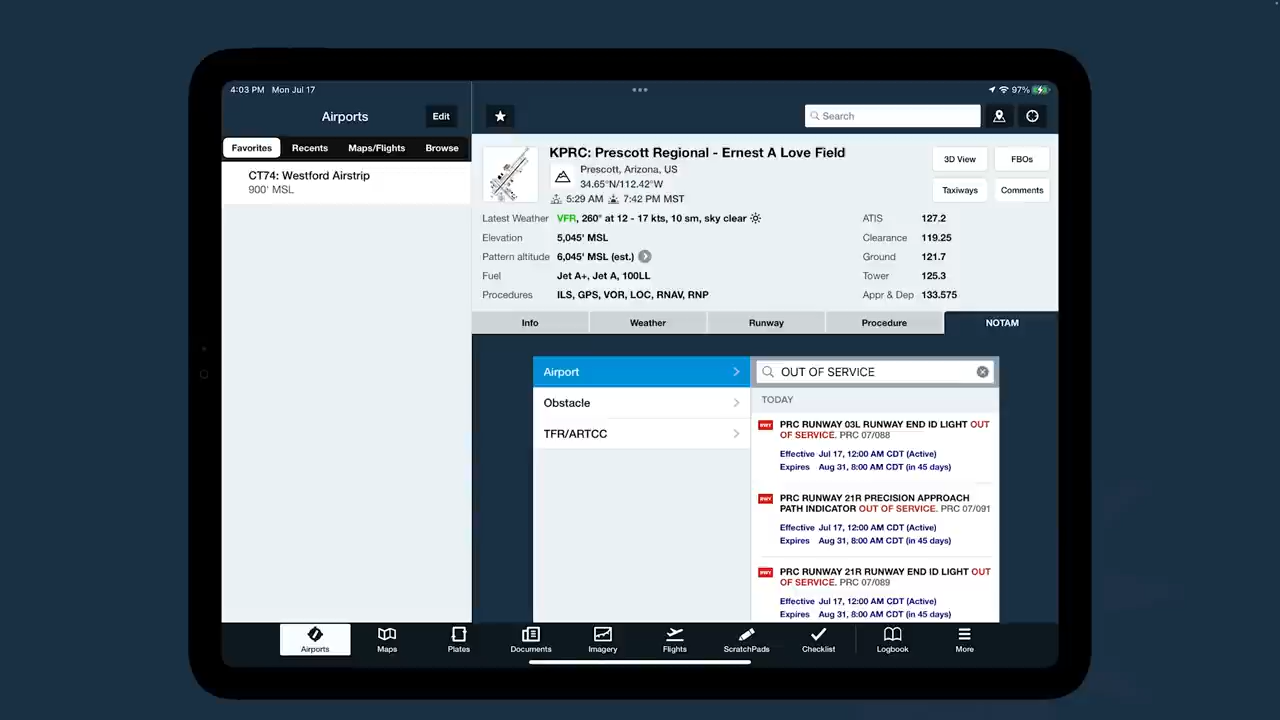 4:03 PM Mon Jul 17
97%
Airports
Edit
Search
Favorites
Recents
Maps/Flights
Browse
CT74: Westford Airstrip
900' MSL
KPRC: Prescott Regional - Ernest A Love Field
Prescott, Arizona, US
34.65°N/112.42°W
5:29 AM 7:42 PM MST
3D View
FBOs
Taxiways
Comments
Latest Weather VFR, 260° at 12 - 17 kts, 10 sm, sky clear
Elevation 5,045' MSL
Pattern altitude 6,045' MSL (est.)
Fuel Jet A+, Jet A, 100LL
Procedures ILS, GPS, VOR, LOC, RNAV, RNP
ATIS 127.2
Clearance 119.25
Ground 121.7
Tower 125.3
Appr & Dep 133.575
Info
Weather
Runway
Procedure
NOTAM
Airport
Obstacle
TFR/ARTCC
OUT OF SERVICE
TODAY
RWY
PRC RUNWAY 03L RUNWAY END ID LIGHT OUT
OF SERVICE. PRC 07/088
Effective Jul 17, 12:00 AM CDT (Active)
Expires Aug 31, 8:00 AM CDT (in 45 days)
RWY
PRC RUNWAY 21R PRECISION APPROACH
PATH INDICATOR OUT OF SERVICE. PRC 07/091
Effective Jul 17, 12:00 AM CDT (Active)
Expires Aug 31, 8:00 AM CDT (in 45 days)
RWY
PRC RUNWAY 21R RUNWAY END ID LIGHT OUT
OF SERVICE. PRC 07/089
Effective Jul 17, 12:00 AM CDT (Active)
Expires Aug 31, 8:00 AM CDT (in 45 days)
Airports
Maps
Plates
Documents
Imagery
Flights
ScratchPads
Checklist
Logbook
More